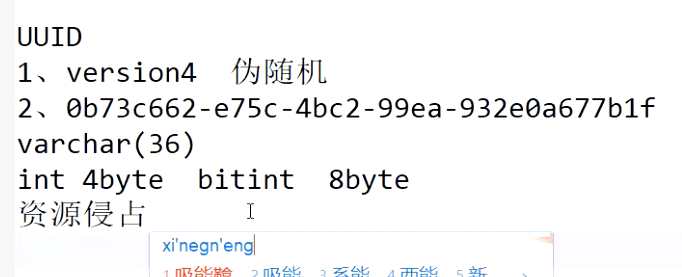 UUID
1、version4 伪随机
2、0b73c662-e75c-4bc2-99ea-932e0a677b1f
varchar(36)
int 4byte bitint 8byte
资源侵占
xi'negn'eng
1 吸能 2 吸能 3 系能 4 西能 5 新